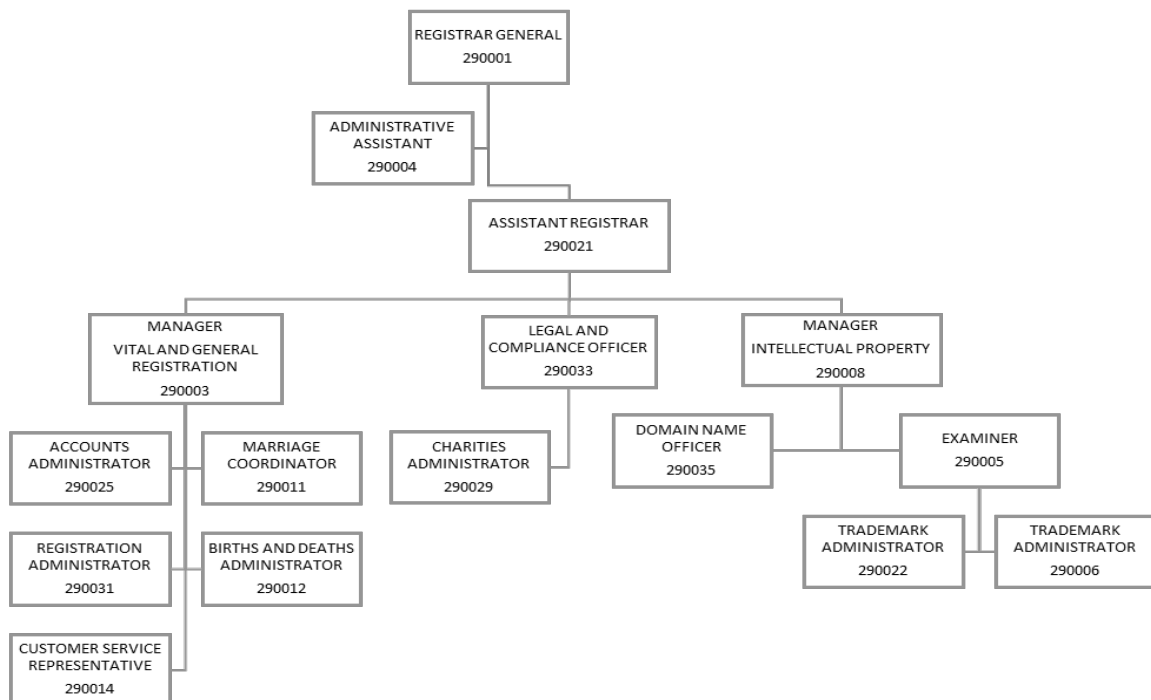 REGISTRAR GENERAL
290001
ADMINISTRATIVE
ASSISTANT
290004
ASSISTANT REGISTRAR
290021
MANAGER
VITAL AND GENERAL
REGISTRATION
290003
LEGAL AND
COMPLIANCE OFFICER
290033
MANAGER
INTELLECTUAL PROPERTY
290008
ACCOUNTS
ADMINISTRATOR
290025
MARRIAGE
COORDINATOR
290011
CHARITIES
ADMINISTRATOR
290029
DOMAIN NAME
OFFICER
290035
EXAMINER
290005
REGISTRATION
ADMINISTRATOR
290031
BIRTHS AND DEATHS
ADMINISTRATOR
290012
TRADEMARK
ADMINISTRATOR
290022
TRADEMARK
ADMINISTRATOR
290006
CUSTOMER SERVICE
REPRESENTATIVE
290014